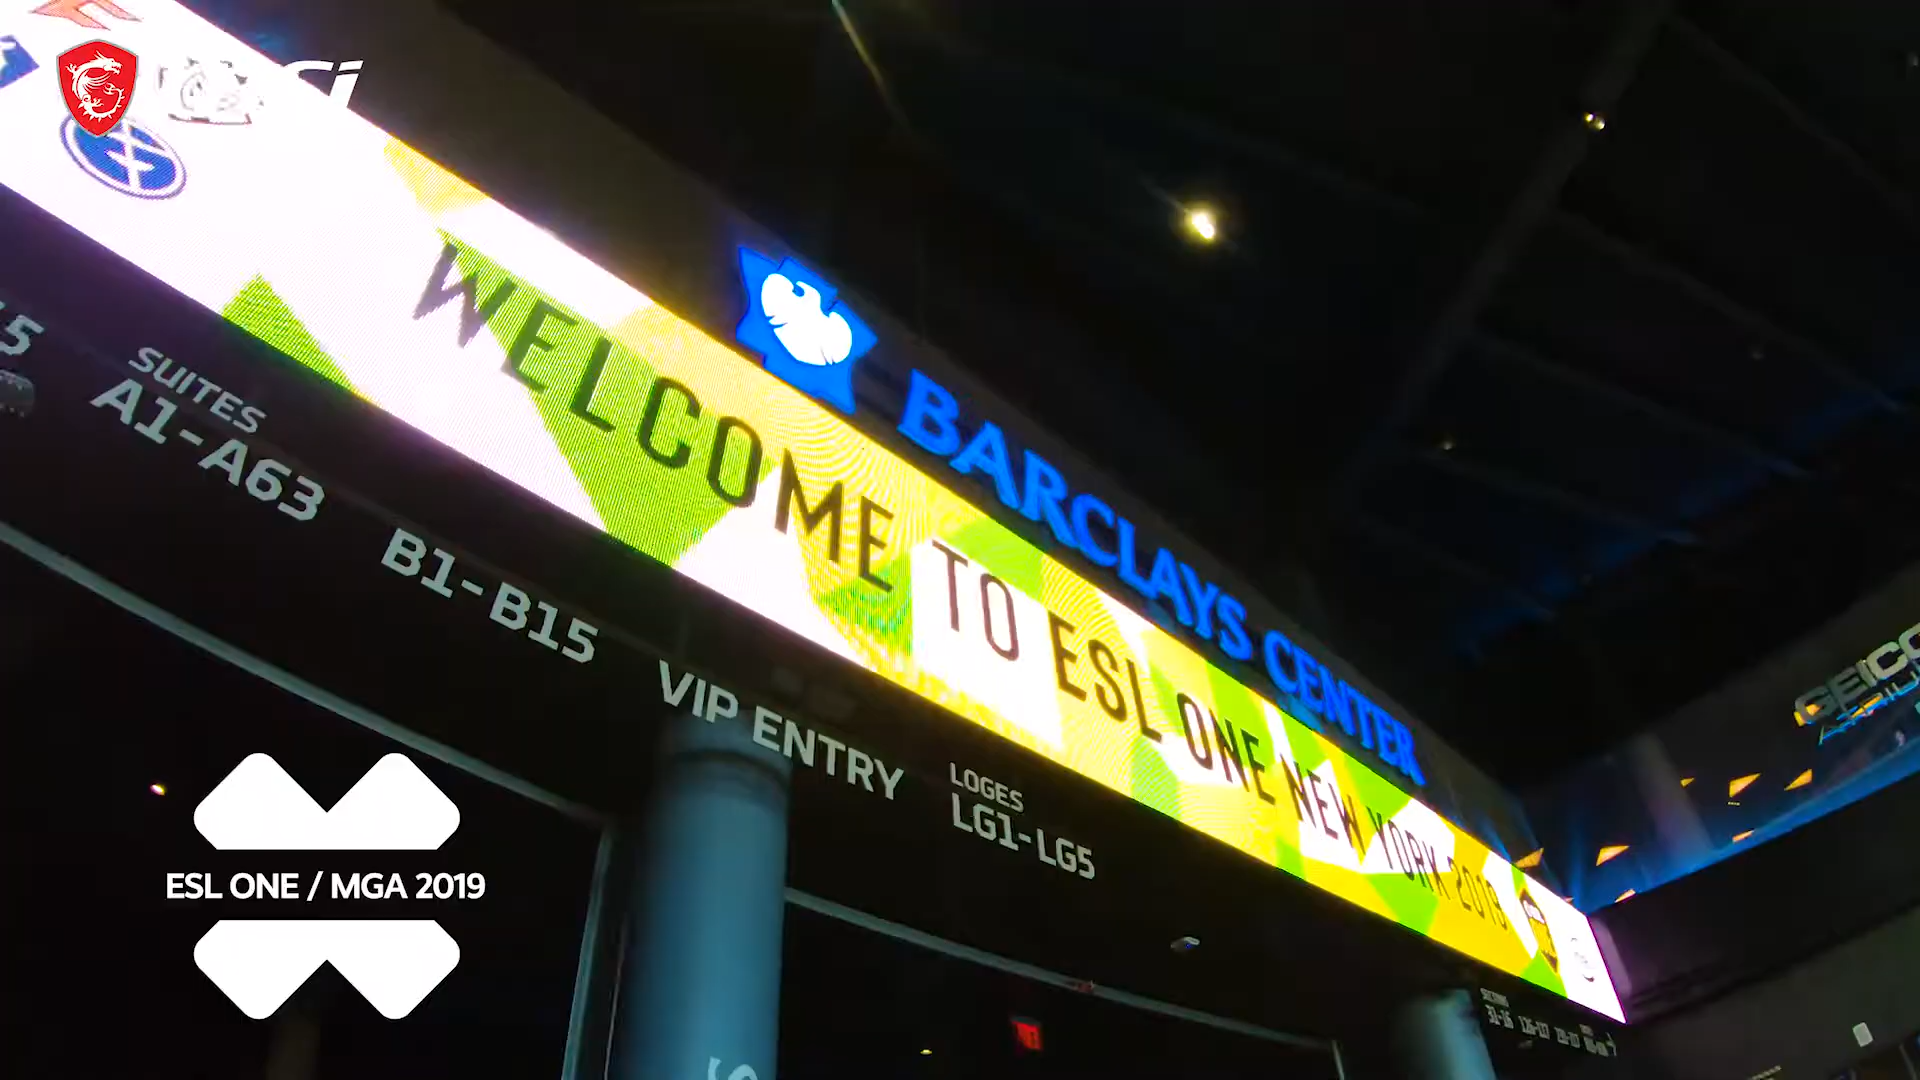 WELCOME TO ESL ONE NEW YORK 2019
BARCLAYS CENTER
SUITES
A1-A63
B1-B15
VIP ENTRY
LOGES
LG1-LG5
GEICO
ESL ONE / MGA 2019